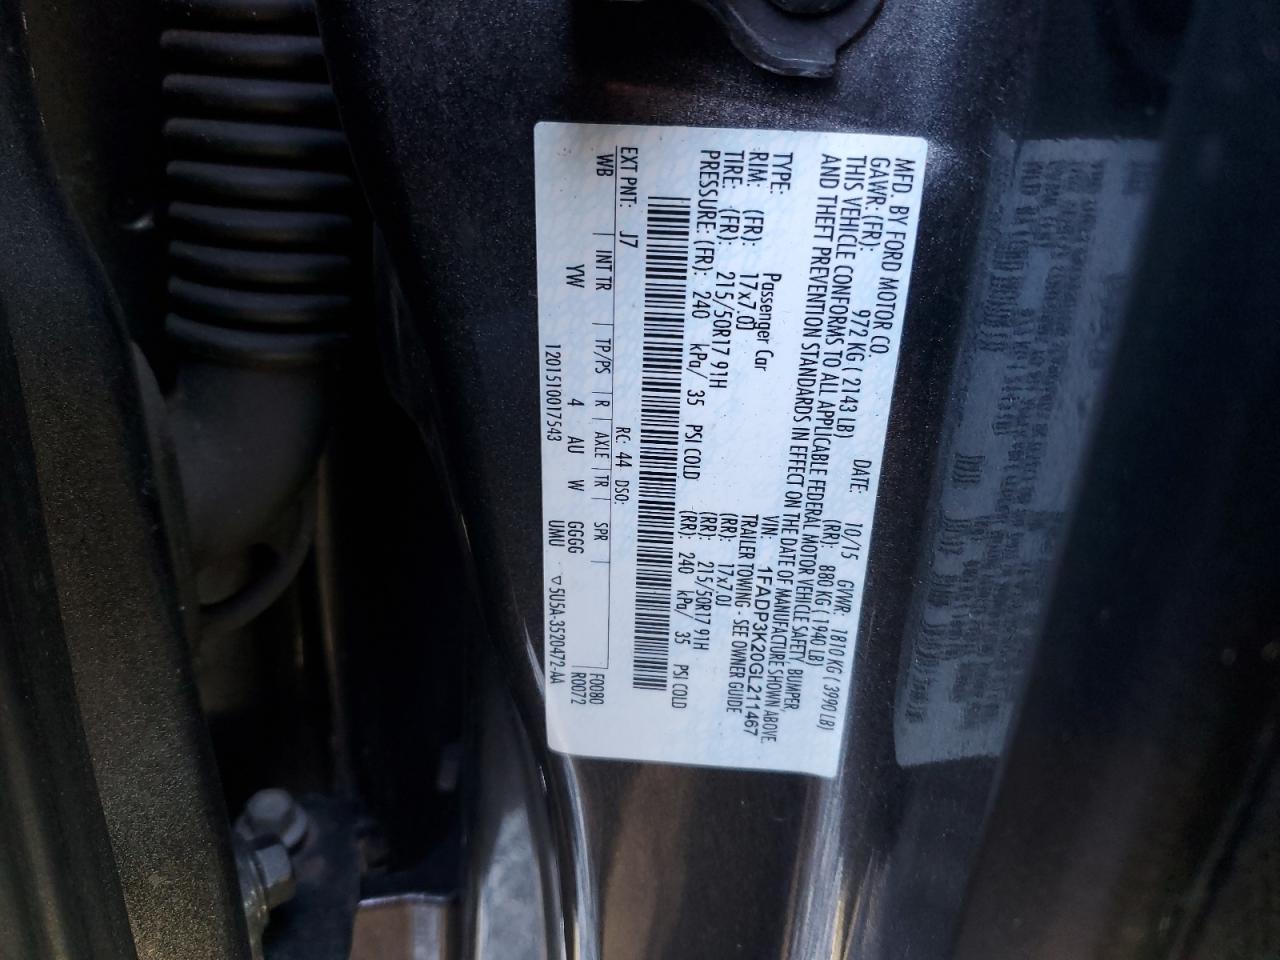 MFD. BY FORD MOTOR CO.
DATE: 10/15 GVWR: 1810 KG ( 3990 LB)
GAWR: (FR): 972 KG ( 2143 LB) (RR): 880 KG ( 1940 LB)
THIS VEHICLE CONFORMS TO ALL APPLICABLE FEDERAL MOTOR VEHICLE SAFETY, BUMPER,
AND THEFT PREVENTION STANDARDS IN EFFECT ON THE DATE OF MANUFACTURE SHOWN ABOVE.
VIN: 1FADP3K20GL211467
TYPE: Passenger Car TRAILER TOWING - SEE OWNER GUIDE
RIM: (FR): 17x7.0J (RR): 17x7.0J
TIRE: (FR): 215/50R17 91H (RR): 215/50R17 91H
PRESSURE: (FR): 240 kPa/ 35 PSI COLD (RR): 240 kPa/ 35 PSI COLD
EXT PNT: J7 RC: 44 DSO: F0080
WB | INT TR | TP/PS | R | AXLE | TR | SPR | R0072
YW 4 AU W GGGG
1201510017543 UMU ▽5U5A-3520472-AA